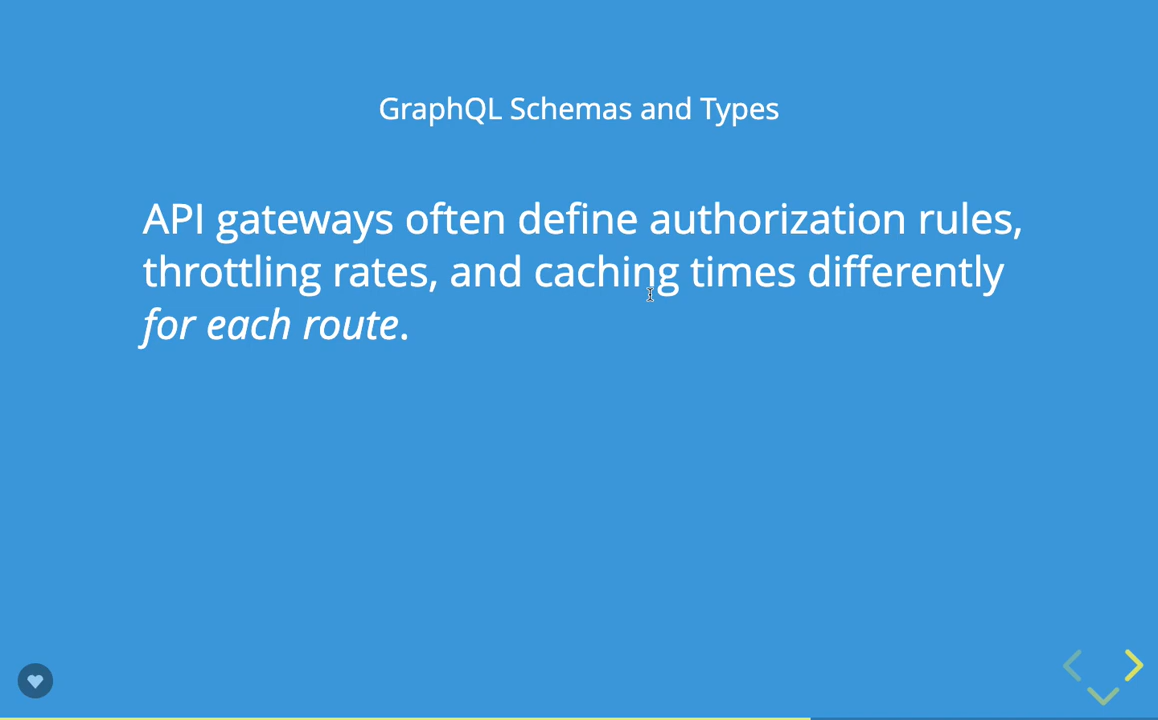 GraphQL Schemas and Types
API gateways often define authorization rules,
throttling rates, and caching times differently
for each route.